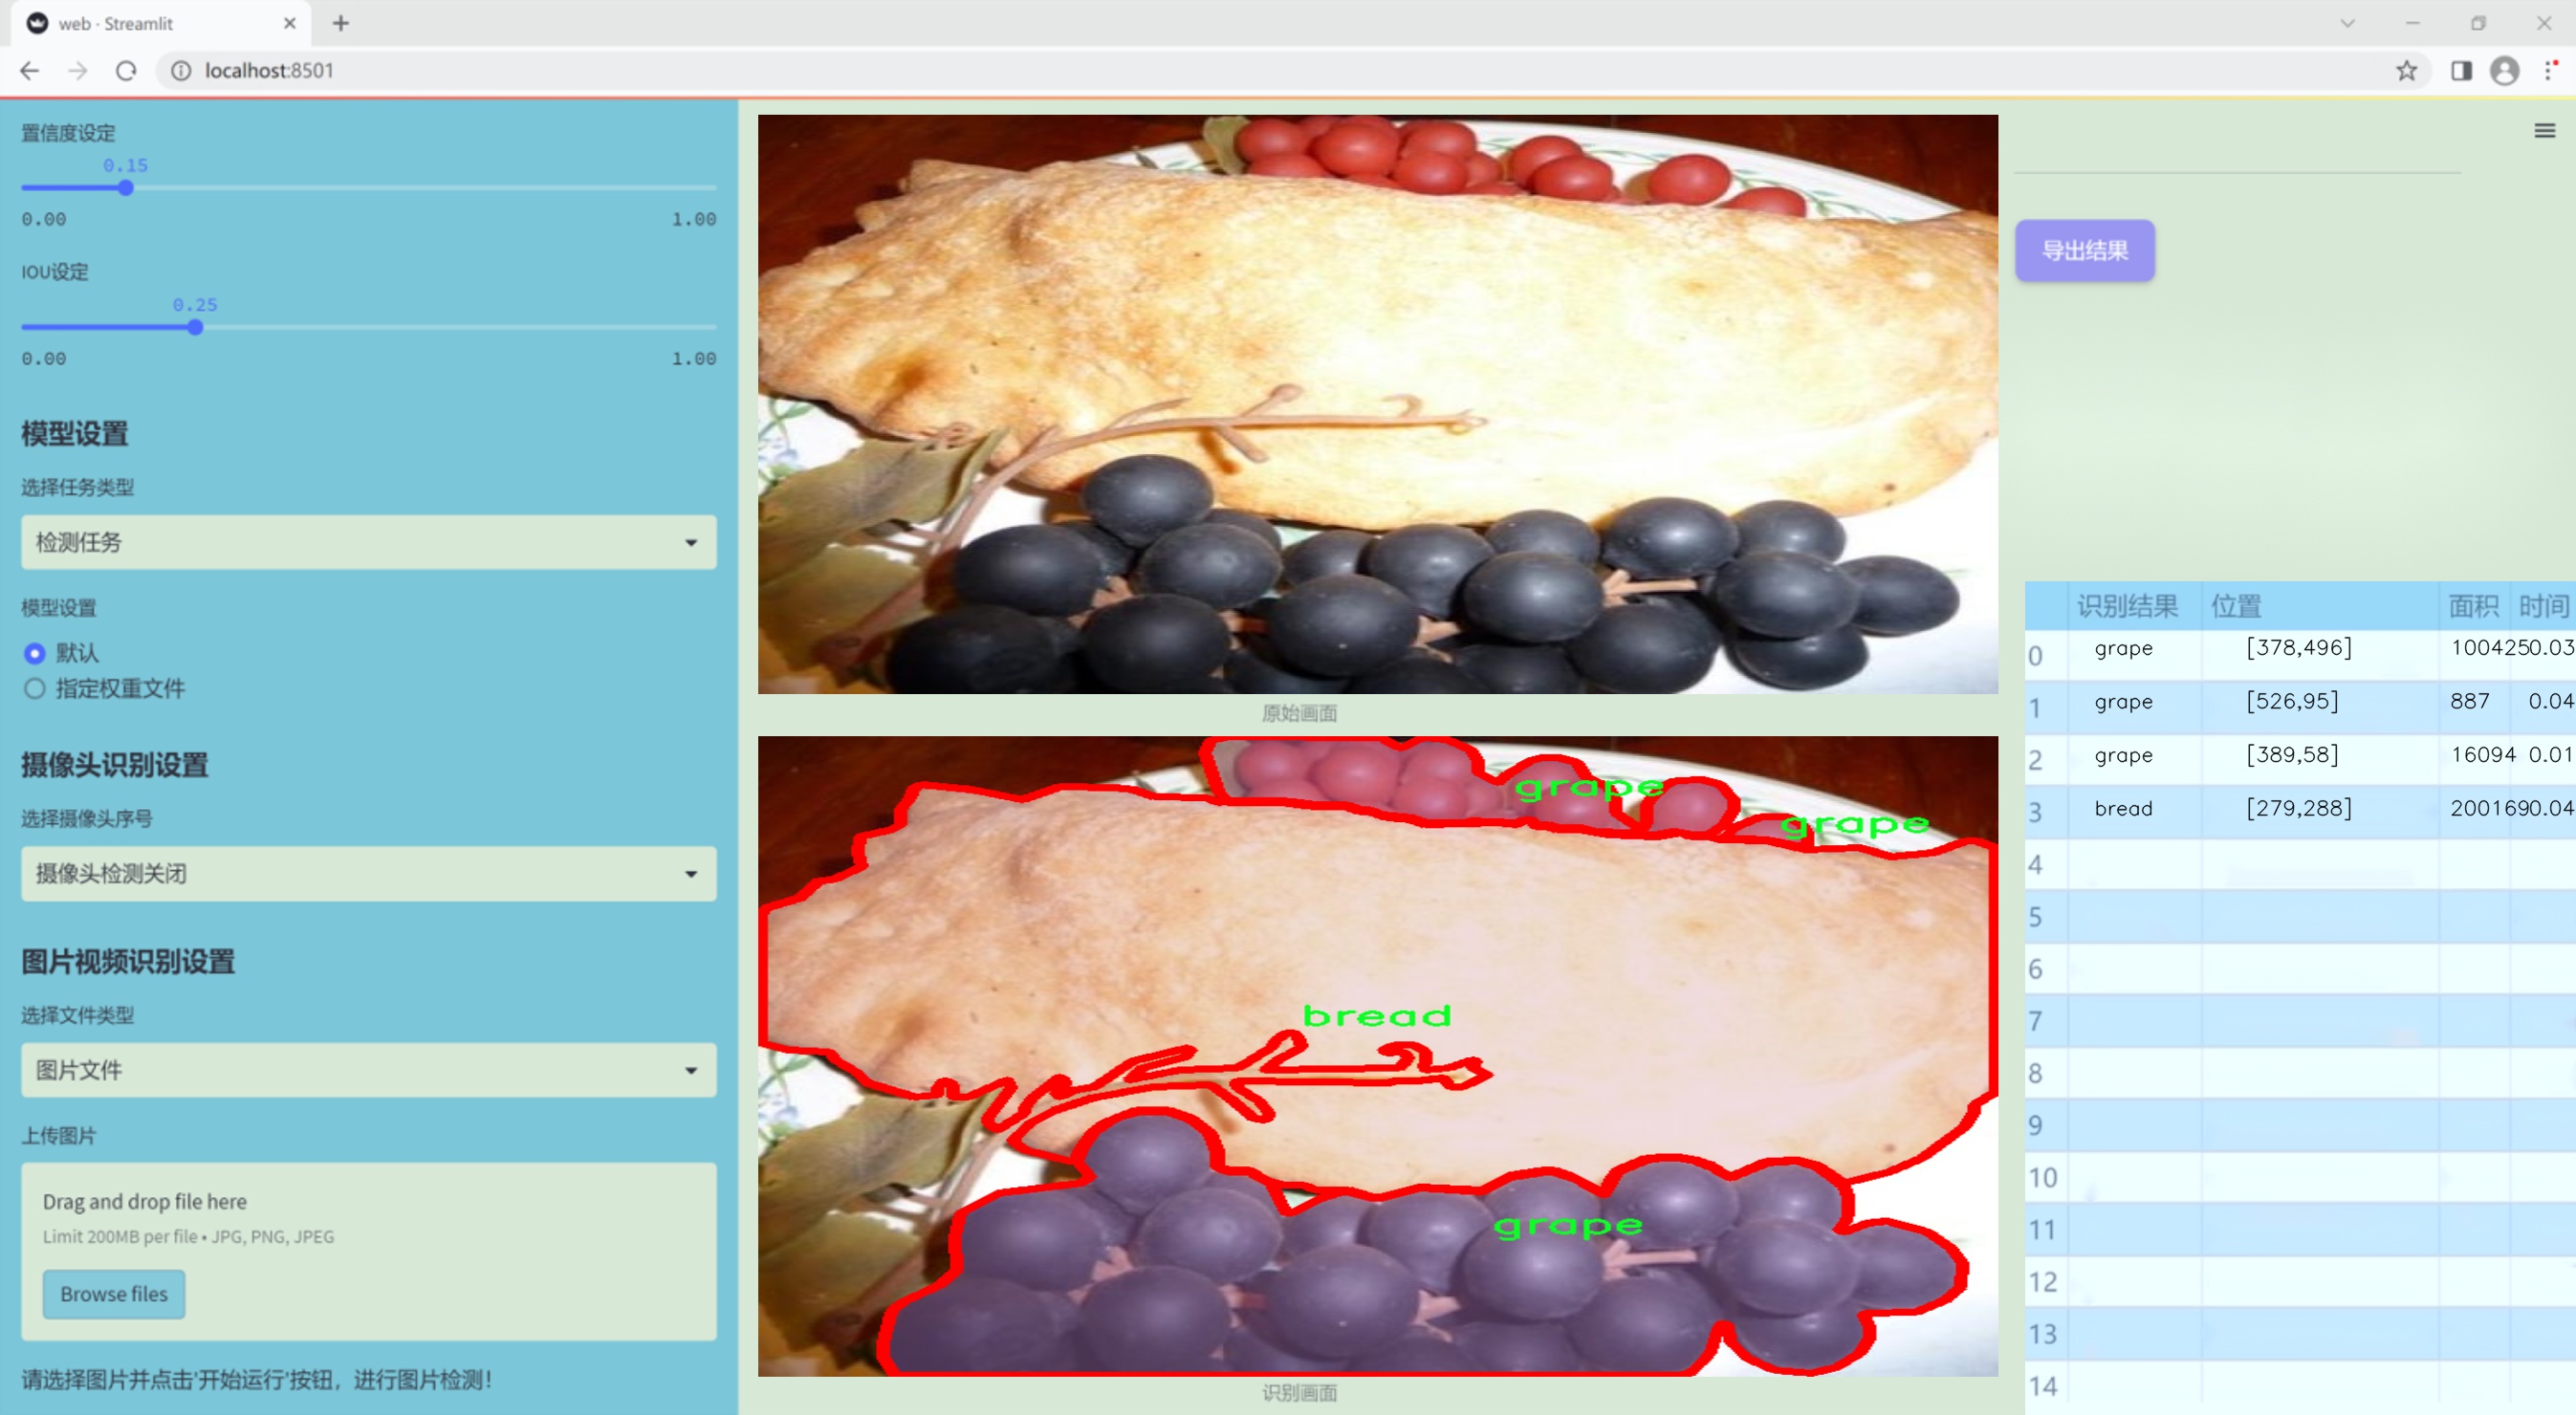 web · Streamlit
localhost:8501
置信度设定
0.15
0.00 1.00
IOU设定
0.25
0.00 1.00
模型设置
选择任务类型
检测任务
模型设置
默认
指定权重文件
摄像头识别设置
选择摄像头序号
摄像头检测关闭
图片视频识别设置
选择文件类型
图片文件
上传图片
Drag and drop file here
Limit 200MB per file • JPG, PNG, JPEG
Browse files
请选择图片并点击'开始运行'按钮，进行图片检测！
原始画面
grape
grape
bread
grape
识别画面
导出结果
识别结果 位置 面积 时间
0 grape [378,496] 1004250.03
1 grape [526,95] 887 0.04
2 grape [389,58] 16094 0.01
3 bread [279,288] 2001690.04
4
5
6
7
8
9
10
11
12
13
14